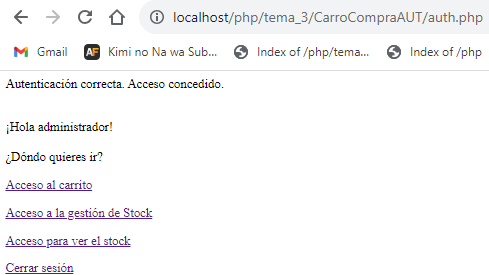 localhost/php/tema_3/CarroCompraAUT/auth.php
Gmail
AF
Kimi no Na wa Sub...
Index of /php/tema...
Index of /php
Autenticación correcta. Acceso concedido.
¡Hola administrador!
¿Dóndo quieres ir?
Acceso al carrito
Acceso a la gestión de Stock
Acceso para ver el stock
Cerrar sesión